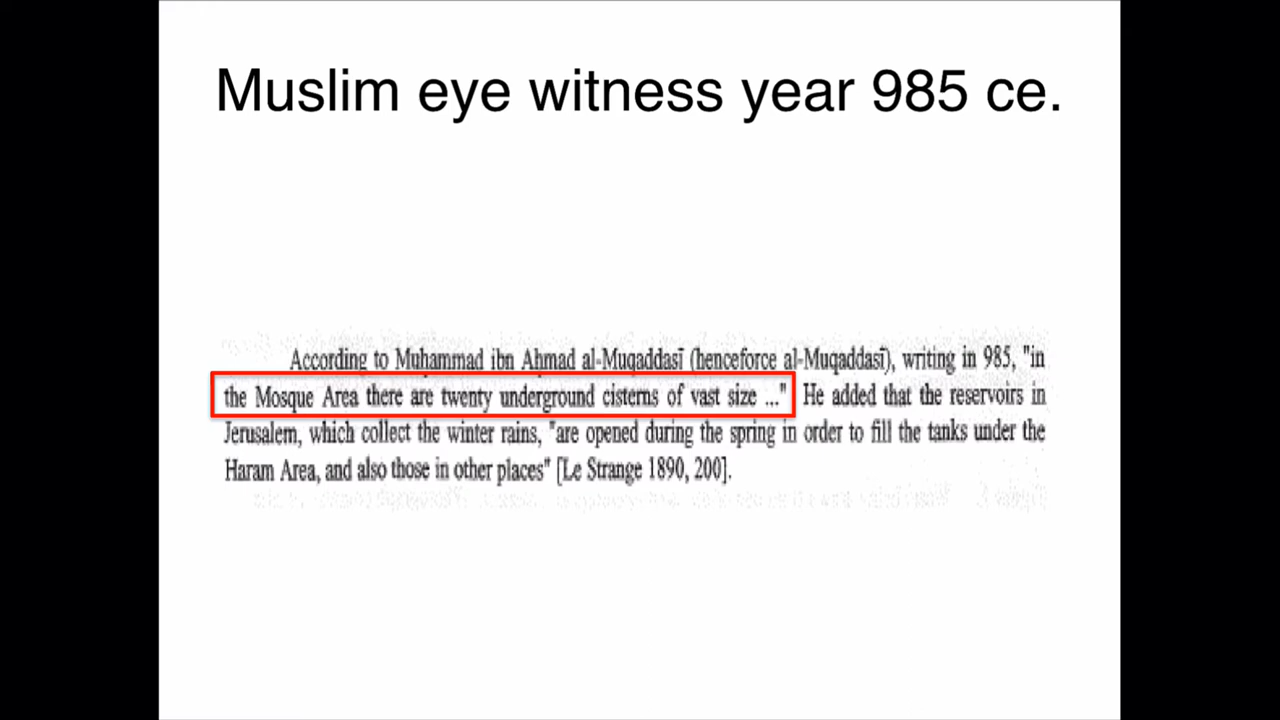 Muslim eye witness year 985 ce.
According to Muḥammad ibn Aḥmad al-Muqaddasī (henceforce al-Muqaddasī), writing in 985, "in
the Mosque Area there are twenty underground cisterns of vast size ..." He added that the reservoirs in
Jerusalem, which collect the winter rains, "are opened during the spring in order to fill the tanks under the
Haram Area, and also those in other places" [Le Strange 1890, 200].